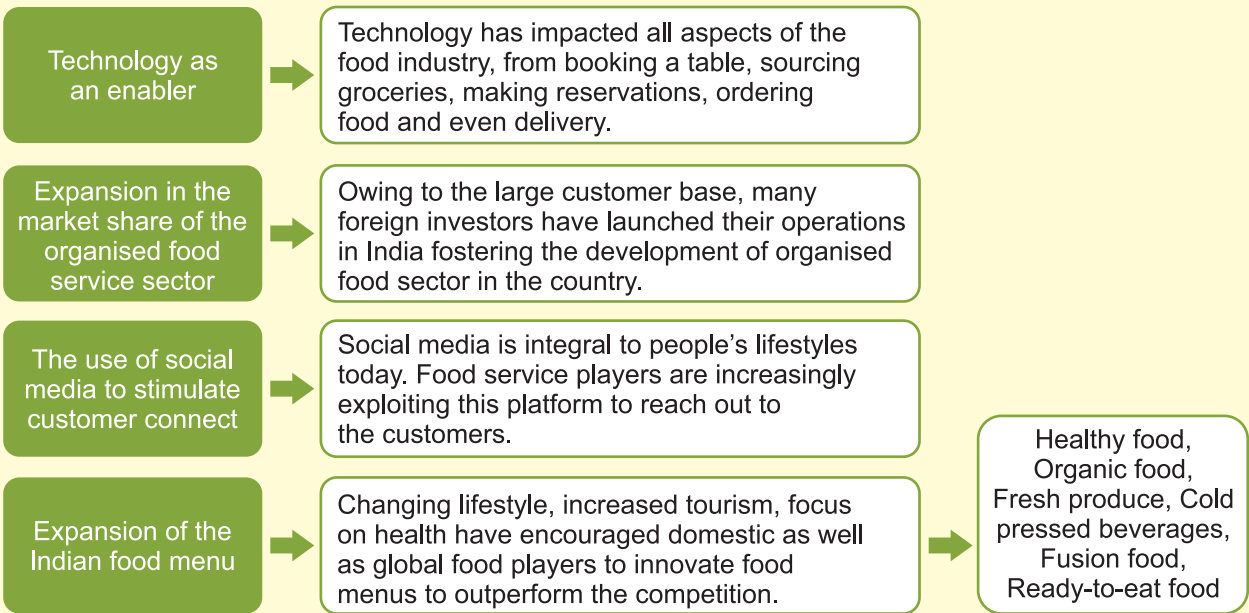 Technology as
an enabler
Technology has impacted all aspects of the
food industry, from booking a table, sourcing
groceries, making reservations, ordering
food and even delivery.
Expansion in the
market share of the
organised food
service sector
Owing to the large customer base, many
foreign investors have launched their operations
in India fostering the development of organised
food sector in the country.
The use of social
media to stimulate
customer connect
Social media is integral to people's lifestyles
today. Food service players are increasingly
exploiting this platform to reach out to
the customers.
Expansion of the
Indian food menu
Changing lifestyle, increased tourism, focus
on health have encouraged domestic as well
as global food players to innovate food
menus to outperform the competition.
Healthy food,
Organic food,
Fresh produce, Cold
pressed beverages,
Fusion food,
Ready-to-eat food